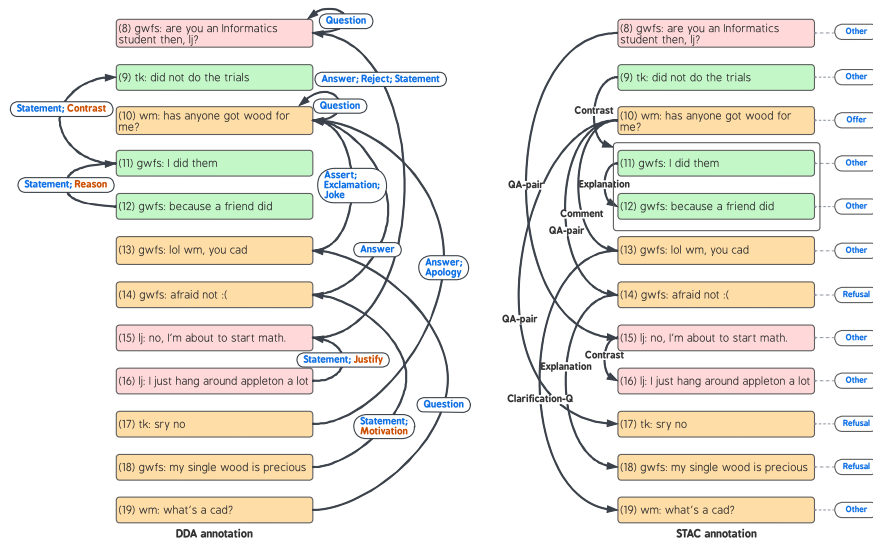 (8) gwfs: are you an Informatics
student then, lj?
Question
(9) tk: did not do the trials
Answer; Reject; Statement
Statement; Contrast
(10) wm: has anyone got wood for
me?
Question
(11) gwfs: I did them
Statement; Reason
Assert;
Exclamation;
Joke
(12) gwfs: because a friend did
(13) gwfs: lol wm, you cad
Answer
Answer;
Apology
(14) gwfs: afraid not :(
(15) lj: no, I'm about to start math.
Statement; Justify
(16) lj: I just hang around appleton a lot
Question
(17) tk: sry no
Statement;
Motivation
(18) gwfs: my single wood is precious
(19) wm: what's a cad?
DDA annotation
(8) gwfs: are you an Informatics
student then, lj?
Other
(9) tk: did not do the trials
Other
Contrast
(10) wm: has anyone got wood for
me?
Offer
(11) gwfs: I did them
Other
QA-pair
Explanation
(12) gwfs: because a friend did
Other
Comment
QA-pair
(13) gwfs: lol wm, you cad
Other
(14) gwfs: afraid not :(
Refusal
QA-pair
(15) lj: no, I'm about to start math.
Other
Contrast
Explanation
(16) lj: I just hang around appleton a lot
Other
Clarification-Q
(17) tk: sry no
Refusal
(18) gwfs: my single wood is precious
Refusal
(19) wm: what's a cad?
Other
STAC annotation